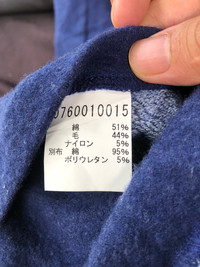 0760010015
綿 51%
毛 44%
ナイロン 5%
別布 綿 95%
ポリウレタン 5%